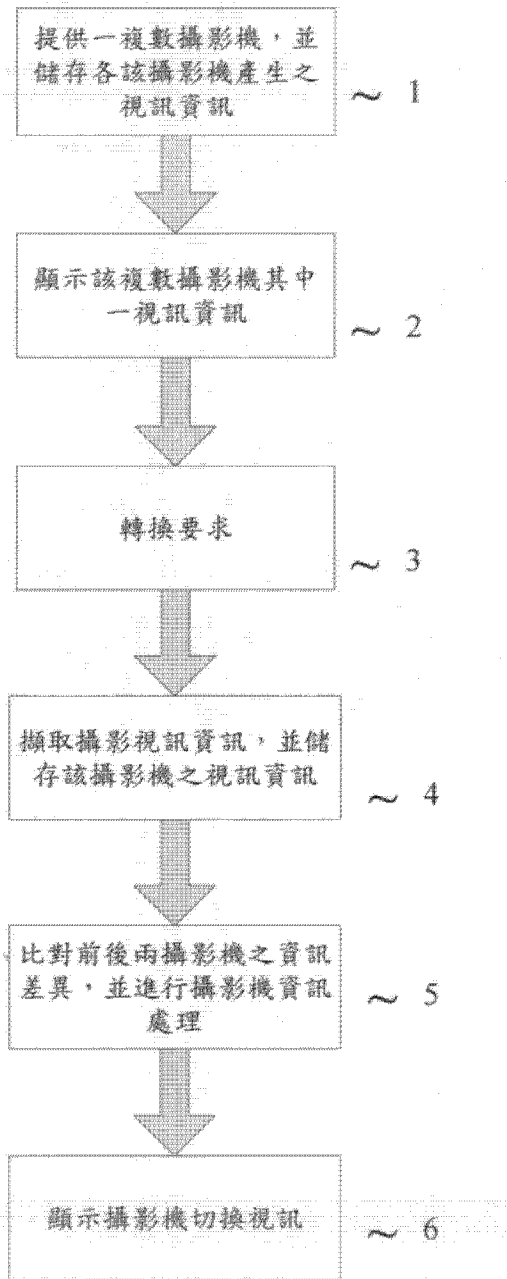 提供一複數攝影機，並
儲存各該攝影機產生之
視訊資訊
~ 1
顯示該複數攝影機其中
一視訊資訊
~ 2
轉換要求
~ 3
擷取攝影視訊資訊，並儲
存該攝影機之視訊資訊
~ 4
比對前後兩攝影機之資訊
差異，並進行攝影機資訊
處理
~ 5
顯示攝影機切換視訊
~ 6